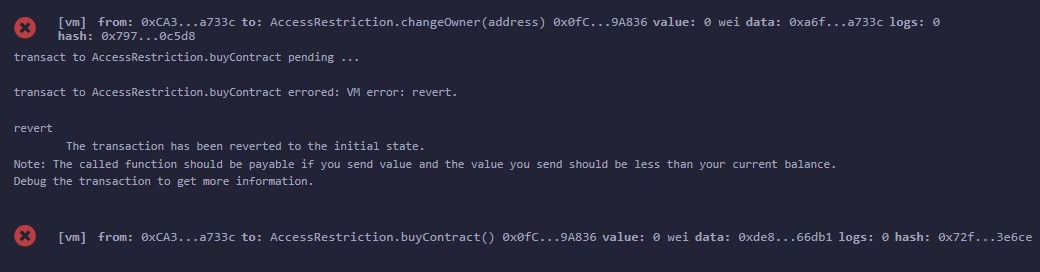 [vm] from: 0xCA3...a733c to: AccessRestriction.changeOwner(address) 0x0fC...9A836 value: 0 wei data: 0xa6f...a733c logs: 0
hash: 0x797...0c5d8
transact to AccessRestriction.buyContract pending ...
transact to AccessRestriction.buyContract errored: VM error: revert.
revert
The transaction has been reverted to the initial state.
Note: The called function should be payable if you send value and the value you send should be less than your current balance.
Debug the transaction to get more information.
[vm] from: 0xCA3...a733c to: AccessRestriction.buyContract() 0x0fC...9A836 value: 0 wei data: 0xde8...66db1 logs: 0 hash: 0x72f...3e6ce